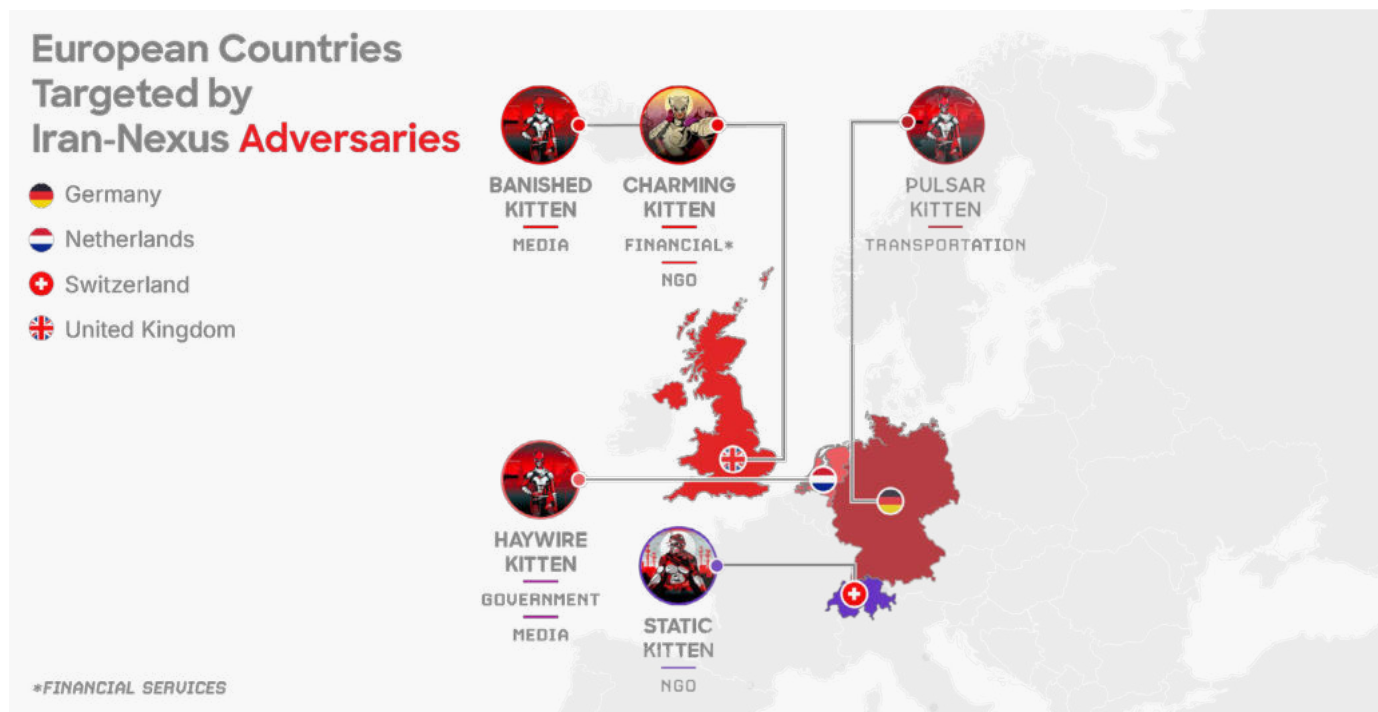 European Countries
Targeted by
Iran-Nexus Adversaries
Germany
Netherlands
Switzerland
United Kingdom
BANISHED
KITTEN
MEDIA
CHARMING
KITTEN
FINANCIAL*
NGO
PULSAR
KITTEN
TRANSPORTATION
HAYWIRE
KITTEN
GOVERNMENT
MEDIA
STATIC
KITTEN
NGO
*FINANCIAL SERVICES